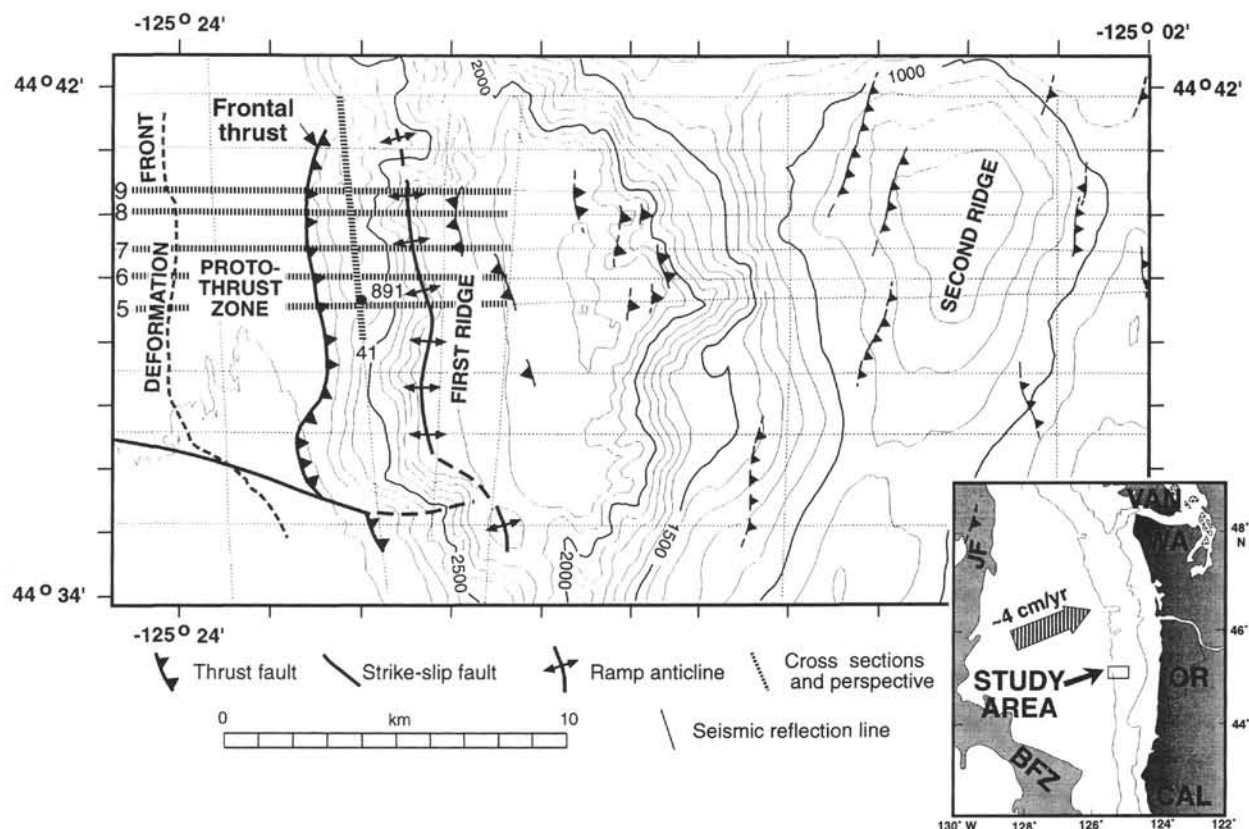 -125° 24'
-125° 02'
44° 42'
44° 42'
2000
1000
Frontal
thrust
FRONT
9
8
7
6
5
DEFORMATION
PROTO-
THRUST
ZONE
891
41
FIRST RIDGE
SECOND RIDGE
2500
2000
1500
44° 34'
-125° 24'
Thrust fault
Strike-slip fault
Ramp anticline
Cross sections
and perspective
0
km
10
Seismic reflection line
VAN
WA
JF
48°
N
~4 cm/yr
46°
STUDY
AREA
OR
44°
BFZ
CAL
130° W
128°
126°
124°
122°